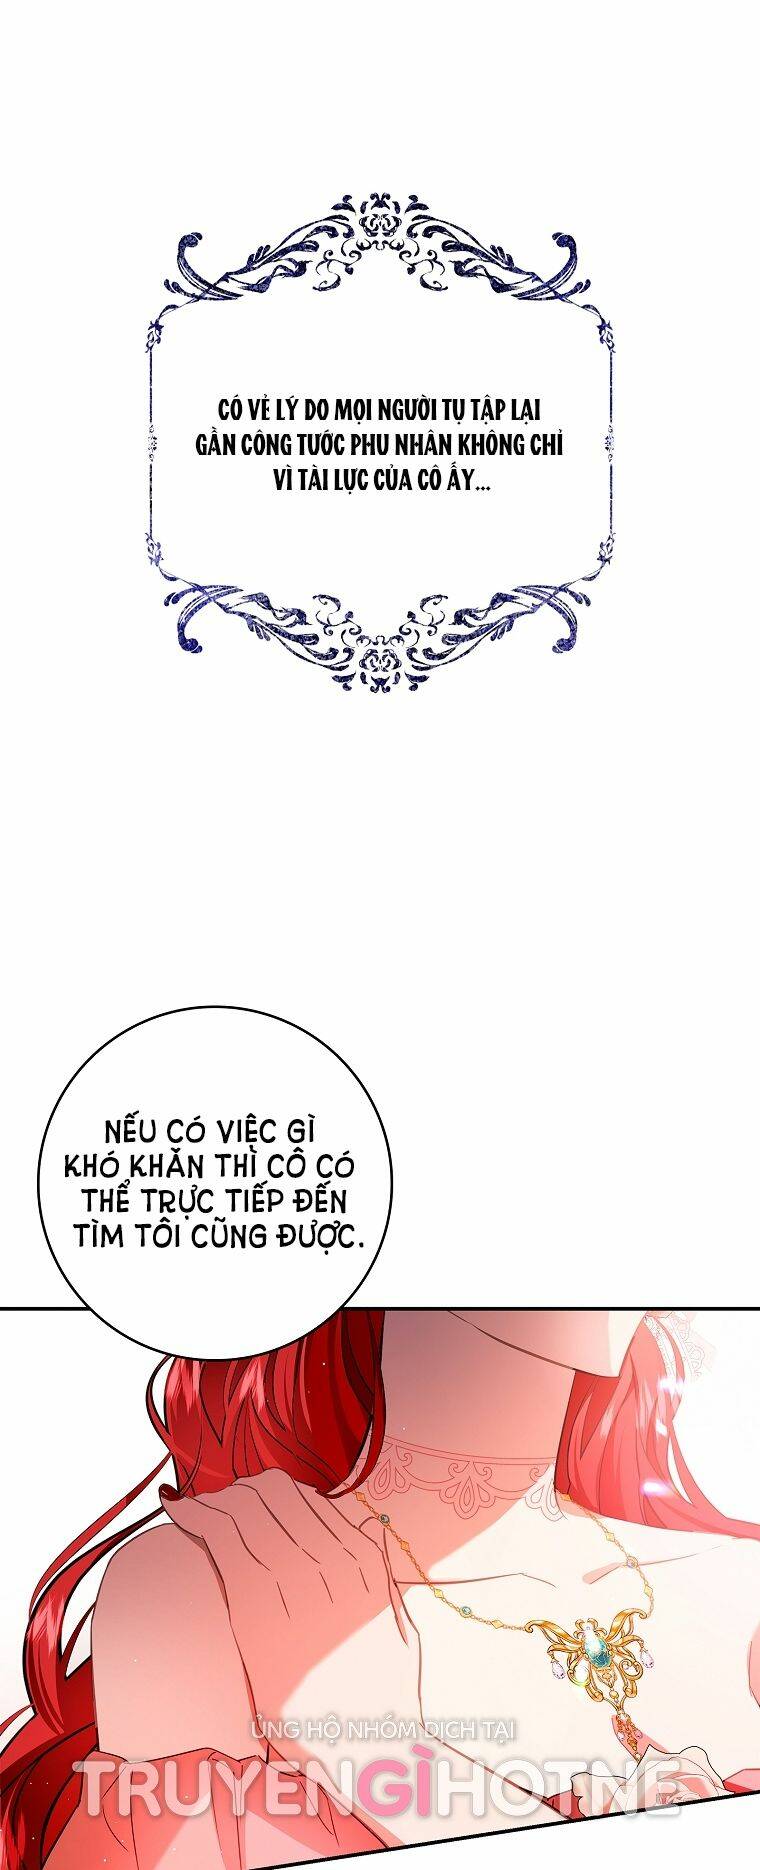 CÓ VẺ LÝ DO MỌI NGƯỜI TỤ TẬP LẠI
GẦN CÔNG TƯỚC PHU NHÂN KHÔNG CHỈ
VÌ TÀI LỰC CỦA CÔ ẤY...
NẾU CÓ VIỆC GÌ
KHÓ KHĂN THÌ CÔ CÓ
THỂ TRỰC TIẾP ĐẾN
TÌM TÔI CŨNG ĐƯỢC.
ỦNG HỘ NHÓM DỊCH TẠI
TRUYENGÌHOTNE